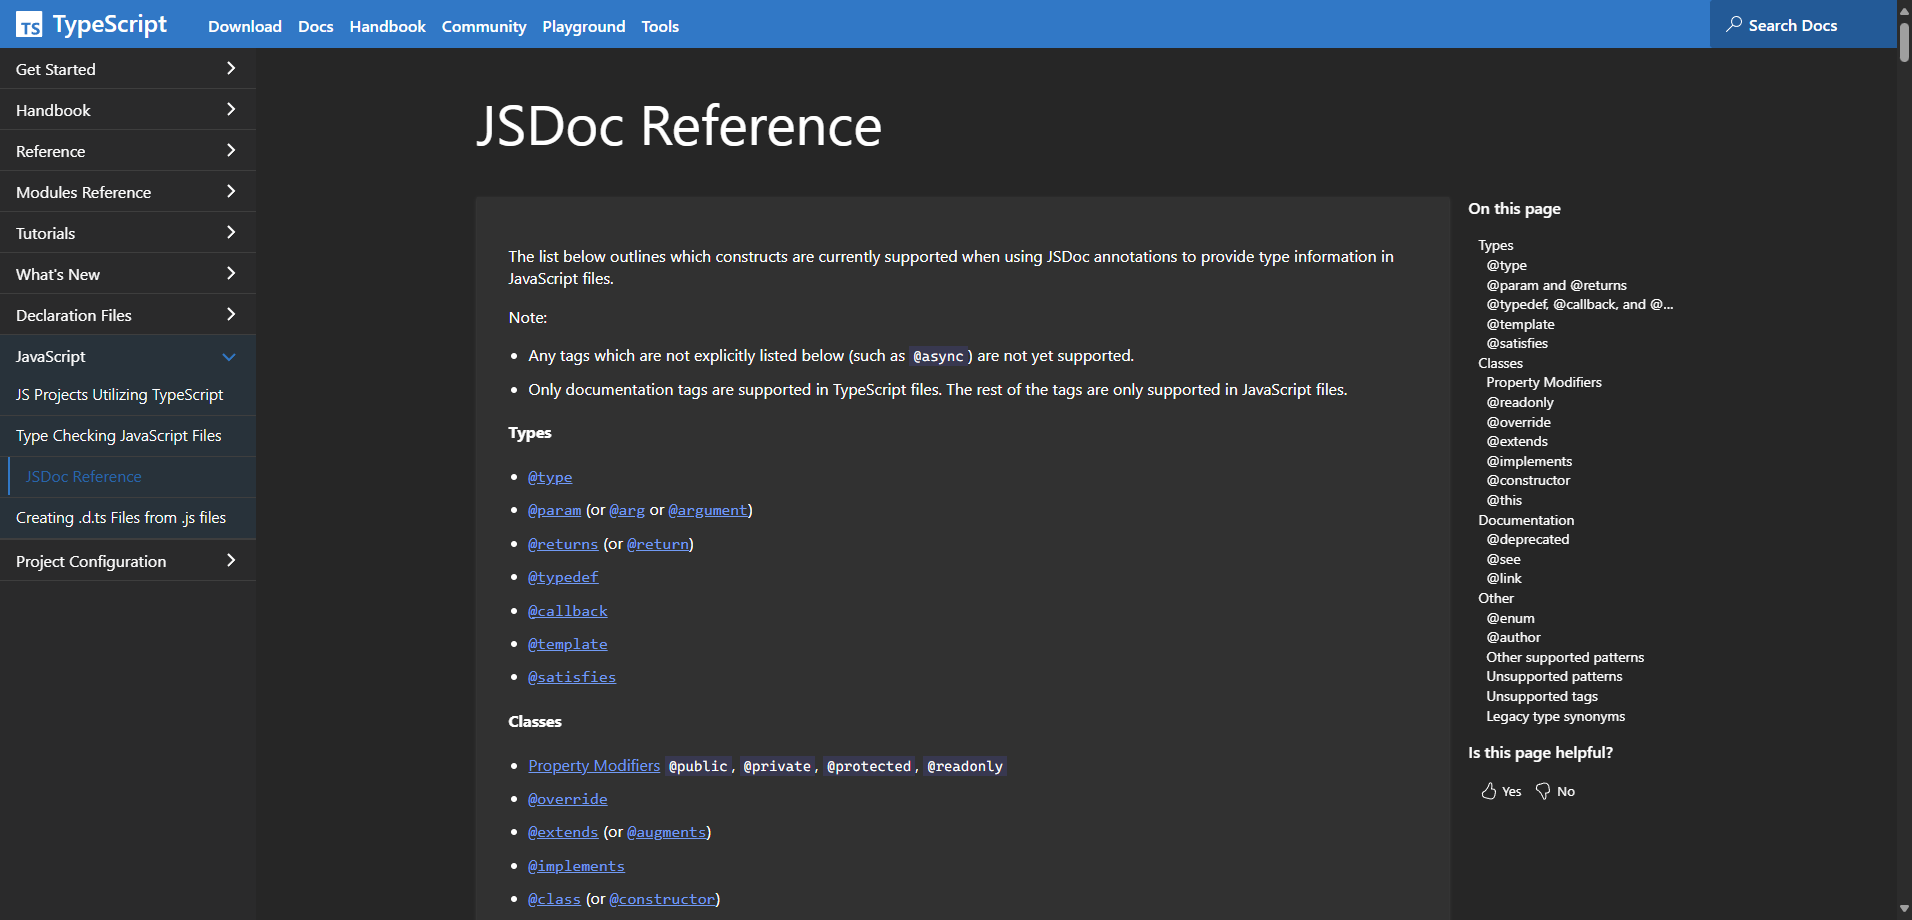 TS TypeScript
Download Docs Handbook Community Playground Tools
Search Docs
Get Started
Handbook
Reference
Modules Reference
Tutorials
What's New
Declaration Files
JavaScript
JS Projects Utilizing TypeScript
Type Checking JavaScript Files
JSDoc Reference
Creating .d.ts Files from .js files
Project Configuration
JSDoc Reference
The list below outlines which constructs are currently supported when using JSDoc annotations to provide type information in
JavaScript files.
Note:
• Any tags which are not explicitly listed below (such as @async) are not yet supported.
• Only documentation tags are supported in TypeScript files. The rest of the tags are only supported in JavaScript files.
Types
• @type
• @param (or @arg or @argument)
• @returns (or @return)
• @typedef
• @callback
• @template
• @satisfies
Classes
• Property Modifiers @public, @private, @protected, @readonly
• @override
• @extends (or @augments)
• @implements
• @class (or @constructor)
On this page
Types
@type
@param and @returns
@typedef, @callback, and @...
@template
@satisfies
Classes
Property Modifiers
@readonly
@override
@extends
@implements
@constructor
@this
Documentation
@deprecated
@see
@link
Other
@enum
@author
Other supported patterns
Unsupported patterns
Unsupported tags
Legacy type synonyms
Is this page helpful?
Yes No